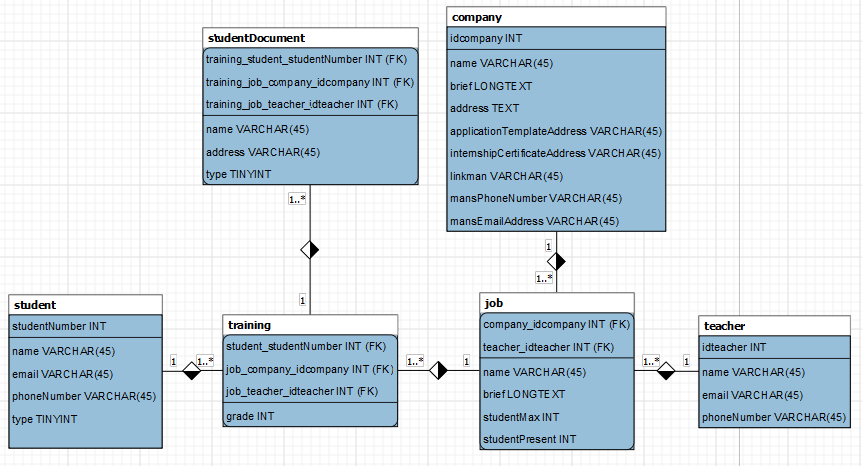 studentDocument
training_student_studentNumber INT (FK)
training_job_company_idcompany INT (FK)
training_job_teacher_idteacher INT (FK)
name VARCHAR(45)
address VARCHAR(45)
type TINYINT
company
idcompany INT
name VARCHAR(45)
brief LONGTEXT
address TEXT
applicationTemplateAddress VARCHAR(45)
internshipCertificateAddress VARCHAR(45)
linkman VARCHAR(45)
mansPhoneNumber VARCHAR(45)
mansEmailAddress VARCHAR(45)
1..*
1
1
1..*
student
studentNumber INT
name VARCHAR(45)
email VARCHAR(45)
phoneNumber VARCHAR(45)
type TINYINT
1
1..*
training
student_studentNumber INT (FK)
job_company_idcompany INT (FK)
job_teacher_idteacher INT (FK)
grade INT
1..*
1
job
company_idcompany INT (FK)
teacher_idteacher INT (FK)
name VARCHAR(45)
brief LONGTEXT
studentMax INT
studentPresent INT
1..*
1
teacher
idteacher INT
name VARCHAR(45)
email VARCHAR(45)
phoneNumber VARCHAR(45)